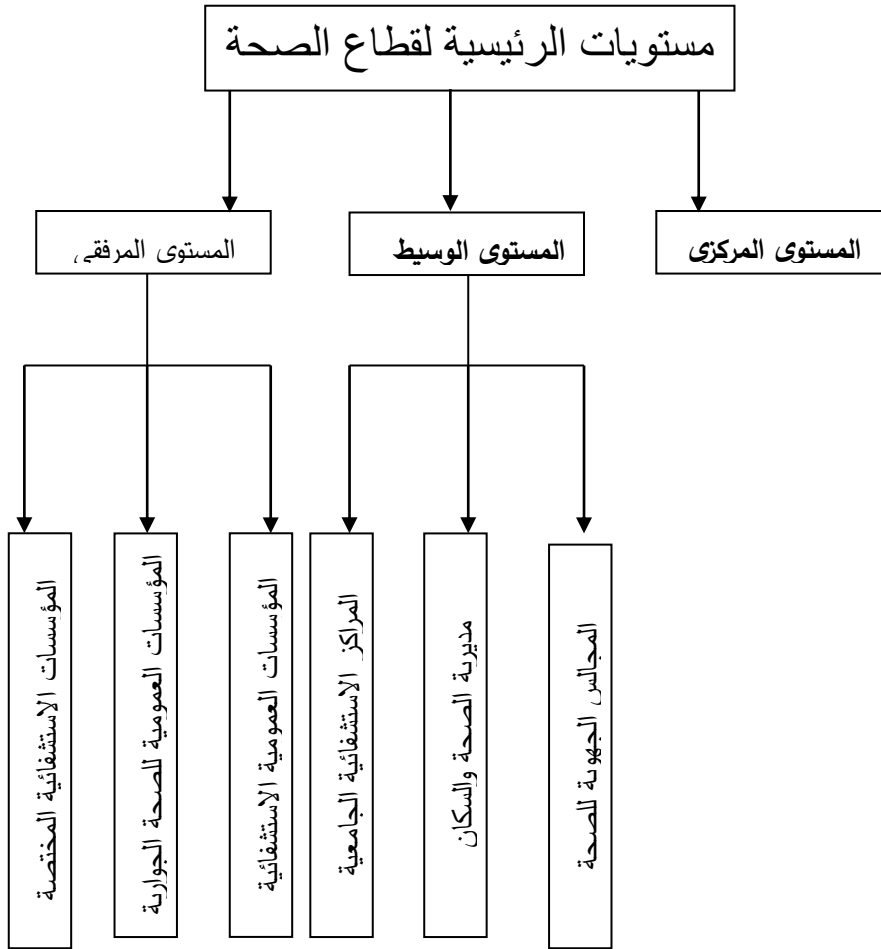 مستويات الرئيسية لقطاع الصحة
المستوى المركزي
المستوى الوسيط
المستوى المرفقي
المجالس الجهوية للصحة
مديرية الصحة والسكان
المراكز الاستشفائية الجامعية
المؤسسات العمومية الاستشفائية
المؤسسات العمومية للصحة الجوارية
المؤسسات الاستشفائية المختصة